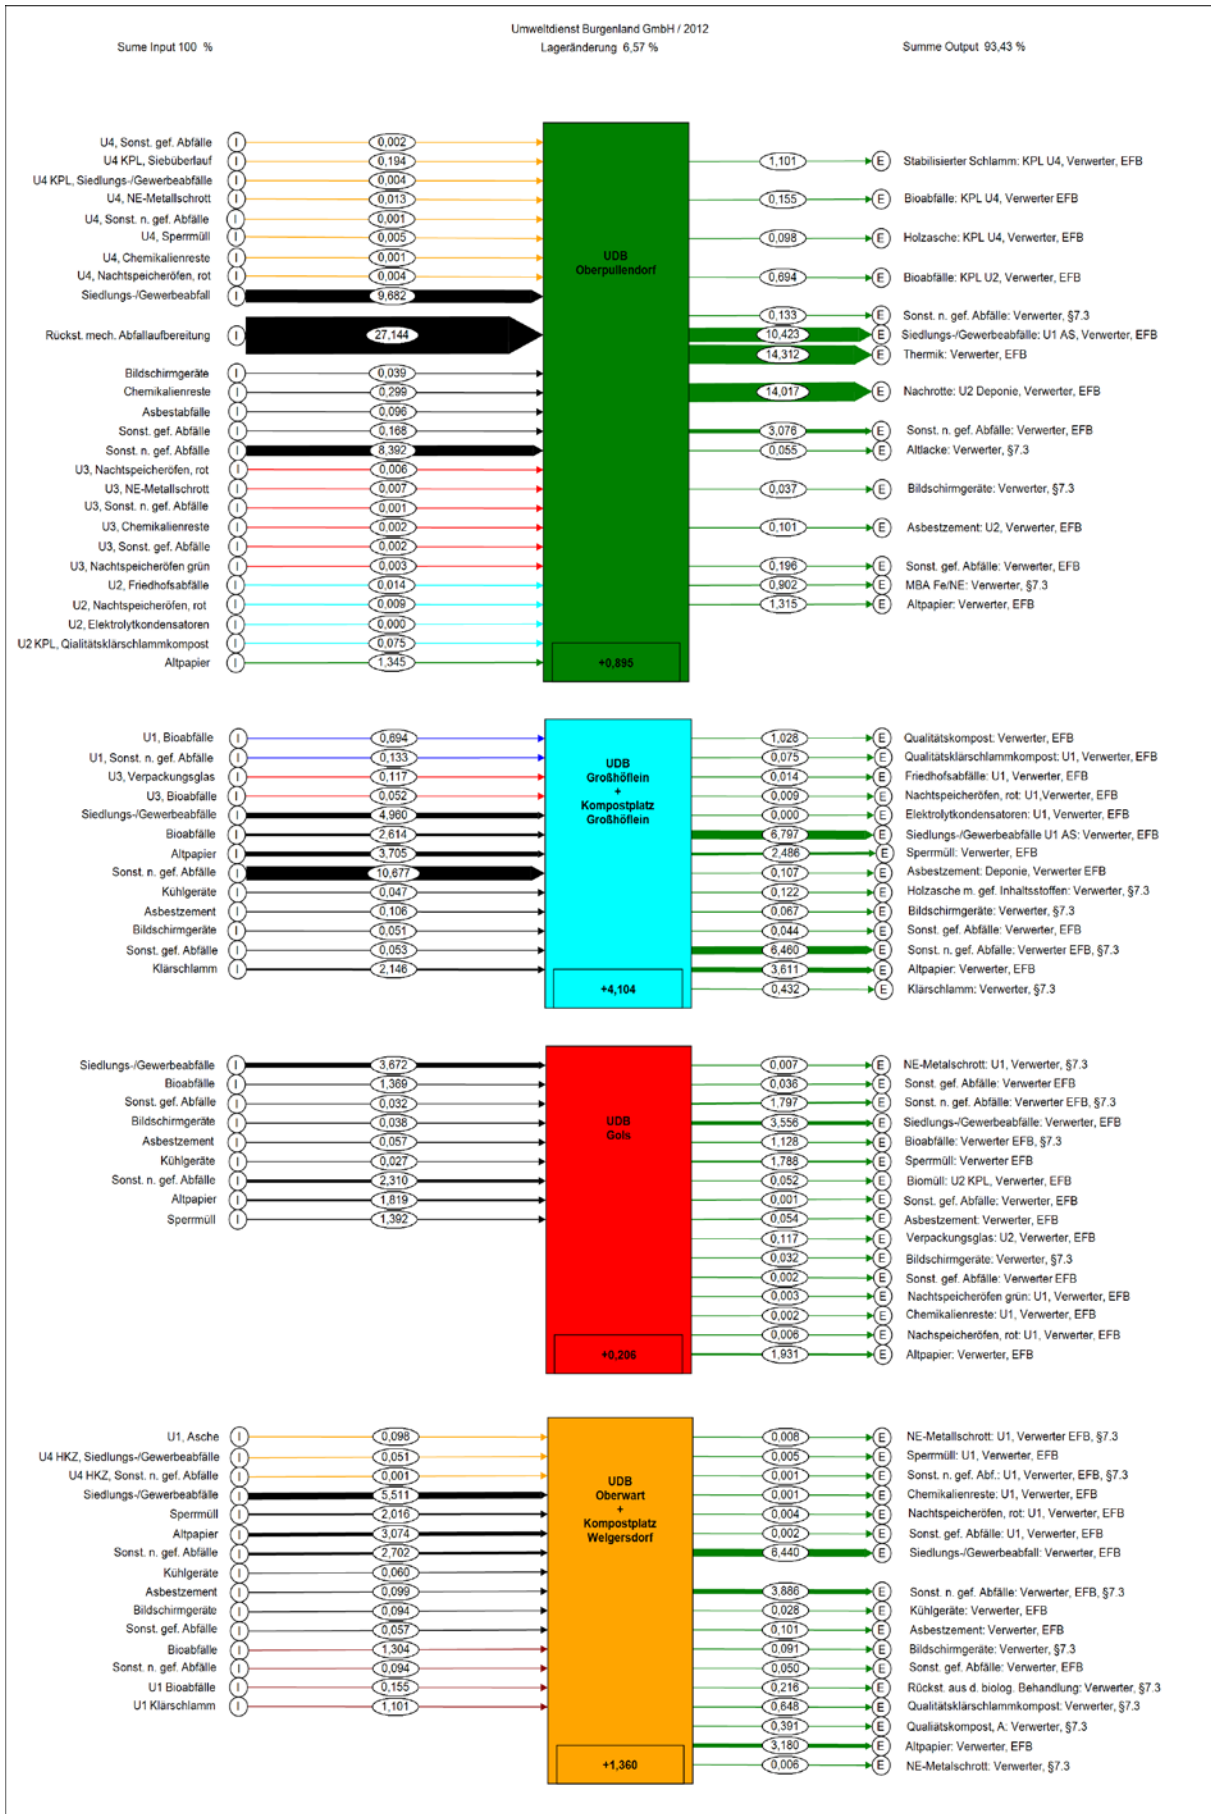 Umweltdienst Burgenland GmbH / 2012
Sume Input 100 %
Lageränderung 6,57 %
Summe Output 93,43 %
U4, Sonst. gef. Abfälle I 0,002
U4 KPL, Siebüberlauf I 0,194
U4 KPL, Siedlungs-/Gewerbeabfälle I 0,004
U4, NE-Metallschrott I 0,013
U4, Sonst. n. gef. Abfälle I 0,001
U4, Sperrmüll I 0,005
U4, Chemikalienreste I 0,001
U4, Nachtspeicheröfen, rot I 0,004
Siedlungs-/Gewerbeabfall I 9,682
Rückst. mech. Abfallaufbereitung I 27,144
Bildschirmgeräte I 0,039
Chemikalienreste I 0,299
Asbestabfälle I 0,096
Sonst. gef. Abfälle I 0,168
Sonst. n. gef. Abfälle I 8,392
U3, Nachtspeicheröfen, rot I 0,006
U3, NE-Metallschrott I 0,007
U3, Sonst. n. gef. Abfälle I 0,001
U3, Chemikalienreste I 0,002
U3, Sonst. gef. Abfälle I 0,002
U3, Nachtspeicheröfen grün I 0,003
U2, Friedhofsabfälle I 0,014
U2, Nachtspeicheröfen, rot I 0,009
U2, Elektrolytkondensatoren I 0,000
U2 KPL, Qialitätsklärschlammkompost I 0,075
Altpapier I 1,345
UDB
Oberpullendorf
+0,895
1,101 E Stabilisierter Schlamm: KPL U4, Verwerter, EFB
0,155 E Bioabfälle: KPL U4, Verwerter EFB
0,098 E Holzasche: KPL U4, Verwerter, EFB
0,694 E Bioabfälle: KPL U2, Verwerter, EFB
0,133 E Sonst. n. gef. Abfälle: Verwerter, §7.3
10,423 E Siedlungs-/Gewerbeabfälle: U1 AS, Verwerter, EFB
14,312 E Thermik: Verwerter, EFB
14,017 E Nachrotte: U2 Deponie, Verwerter, EFB
3,076 E Sonst. n. gef. Abfälle: Verwerter, EFB
0,055 E Altlacke: Verwerter, §7.3
0,037 E Bildschirmgeräte: Verwerter, §7.3
0,101 E Asbestzement: U2, Verwerter, EFB
0,196 E Sonst. gef. Abfälle: Verwerter, EFB
0,902 E MBA Fe/NE: Verwerter, §7.3
1,315 E Altpapier: Verwerter, EFB
U1, Bioabfälle I 0,694
U1, Sonst. n. gef. Abfälle I 0,133
U3, Verpackungsglas I 0,117
U3, Bioabfälle I 0,052
Siedlungs-/Gewerbeabfälle I 4,960
Bioabfälle I 2,614
Altpapier I 3,705
Sonst. n. gef. Abfälle I 10,677
Kühlgeräte I 0,047
Asbestzement I 0,106
Bildschirmgeräte I 0,051
Sonst. gef. Abfälle I 0,053
Klärschlamm I 2,146
UDB
Großhöflein
+
Kompostplatz
Großhöflein
+4,104
1,028 E Qualitätskompost: Verwerter, EFB
0,075 E Qualitätsklärschlammkompost: U1, Verwerter, EFB
0,014 E Friedhofsabfälle: U1, Verwerter, EFB
0,009 E Nachtspeicheröfen, rot: U1,Verwerter, EFB
0,000 E Elektrolytkondensatoren: U1, Verwerter, EFB
6,797 E Siedlungs-/Gewerbeabfälle U1 AS: Verwerter, EFB
2,486 E Sperrmüll: Verwerter, EFB
0,107 E Asbestzement: Deponie, Verwerter EFB
0,122 E Holzasche m. gef. Inhaltsstoffen: Verwerter, §7.3
0,067 E Bildschirmgeräte: Verwerter, §7.3
0,044 E Sonst. gef. Abfälle: Verwerter, EFB
6,460 E Sonst. n. gef. Abfälle: Verwerter EFB, §7.3
3,611 E Altpapier: Verwerter, EFB
0,432 E Klärschlamm: Verwerter, §7.3
Siedlungs-/Gewerbeabfälle I 3,672
Bioabfälle I 1,369
Sonst. gef. Abfälle I 0,032
Bildschirmgeräte I 0,038
Asbestzement I 0,057
Kühlgeräte I 0,027
Sonst. n. gef. Abfälle I 2,310
Altpapier I 1,819
Sperrmüll I 1,392
UDB
Gols
+0,206
0,007 E NE-Metalschrott: U1, Verwerter, §7.3
0,036 E Sonst. gef. Abfälle: Verwerter EFB
1,797 E Sonst. n. gef. Abfälle: Verwerter EFB, §7.3
3,556 E Siedlungs-/Gewerbeabfälle: Verwerter, EFB
1,128 E Bioabfälle: Verwerter EFB, §7.3
1,788 E Sperrmüll: Verwerter EFB
0,052 E Biomüll: U2 KPL, Verwerter, EFB
0,001 E Sonst. gef. Abfälle: Verwerter, EFB
0,054 E Asbestzement: Verwerter, EFB
0,117 E Verpackungsglas: U2, Verwerter, EFB
0,032 E Bildschirmgeräte: Verwerter, §7.3
0,002 E Sonst. gef. Abfälle: Verwerter EFB
0,003 E Nachtspeicheröfen grün: U1, Verwerter, EFB
0,002 E Chemikalienreste: U1, Verwerter, EFB
0,006 E Nachspeicheröfen, rot: U1, Verwerter, EFB
1,931 E Altpapier: Verwerter, EFB
U1, Asche I 0,098
U4 HKZ, Siedlungs-/Gewerbeabfälle I 0,051
U4 HKZ, Sonst. n. gef. Abfälle I 0,001
Siedlungs-/Gewerbeabfälle I 5,511
Sperrmüll I 2,016
Altpapier I 3,074
Sonst. n. gef. Abfälle I 2,702
Kühlgeräte I 0,060
Asbestzement I 0,099
Bildschirmgeräte I 0,094
Sonst. gef. Abfälle I 0,057
Bioabfälle I 1,304
Sonst. n. gef. Abfälle I 0,094
U1 Bioabfälle I 0,155
U1 Klärschlamm I 1,101
UDB
Oberwart
+
Kompostplatz
Welgersdorf
+1,360
0,008 E NE-Metallschrott: U1, Verwerter EFB, §7.3
0,005 E Sperrmüll: U1, Verwerter, EFB
0,001 E Sonst. n. gef. Abf.: U1, Verwerter, EFB, §7.3
0,001 E Chemikalienreste: U1, Verwerter, EFB
0,004 E Nachtspeicheröfen, rot: U1, Verwerter, EFB
0,002 E Sonst. gef. Abfälle: U1, Verwerter, EFB
6,440 E Siedlungs-/Gewerbeabfall: Verwerter, EFB
3,886 E Sonst. n. gef. Abfälle: Verwerter, EFB, §7.3
0,028 E Kühlgeräte: Verwerter, EFB
0,101 E Asbestzement: Verwerter, EFB
0,091 E Bildschirmgeräte: Verwerter, §7.3
0,050 E Sonst. gef. Abfälle: Verwerter, EFB
0,216 E Rückst. aus d. biolog. Behandlung: Verwerter, §7.3
0,648 E Qualitätsklärschlammkompost: Verwerter, §7.3
0,391 E Qualiatskompost, A: Verwerter, §7.3
3,180 E Altpapier: Verwerter, EFB
0,006 E NE-Metalschrott: Verwerter, §7.3